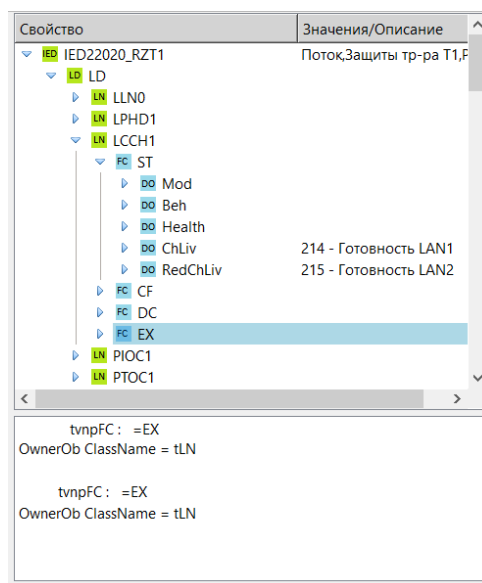 Свойство Значения/Описание
IED IED22020_RZT1 Поток,Защиты тр-ра Т1,Р
LD LD
LN LLN0
LN LPHD1
LN LCCH1
FC ST
DO Mod
DO Beh
DO Health
DO ChLiv 214 - Готовность LAN1
DO RedChLiv 215 - Готовность LAN2
FC CF
FC DC
FC EX
LN PIOC1
LN PTOC1
tvnpFC : =EX
OwnerOb ClassName = tLN
tvnpFC : =EX
OwnerOb ClassName = tLN